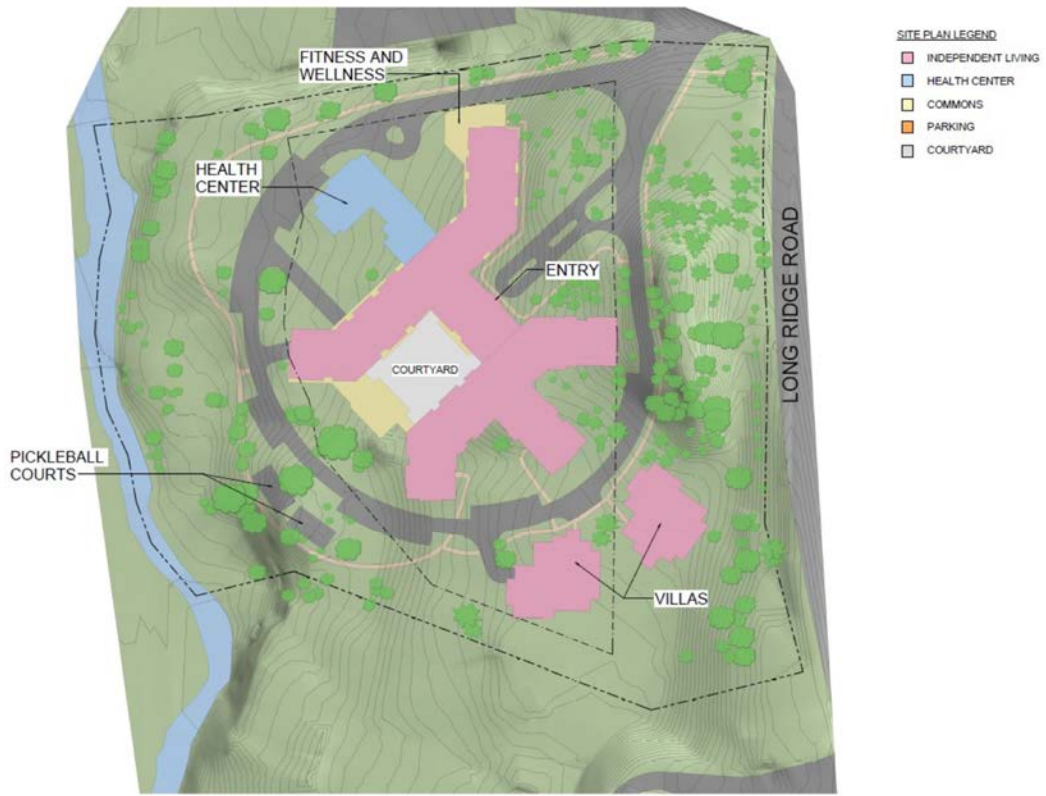 SITE PLAN LEGEND
INDEPENDENT LIVING
HEALTH CENTER
COMMONS
PARKING
COURTYARD
FITNESS AND
WELLNESS
HEALTH
CENTER
ENTRY
LONG RIDGE ROAD
COURTYARD
PICKLEBALL
COURTS
VILLAS